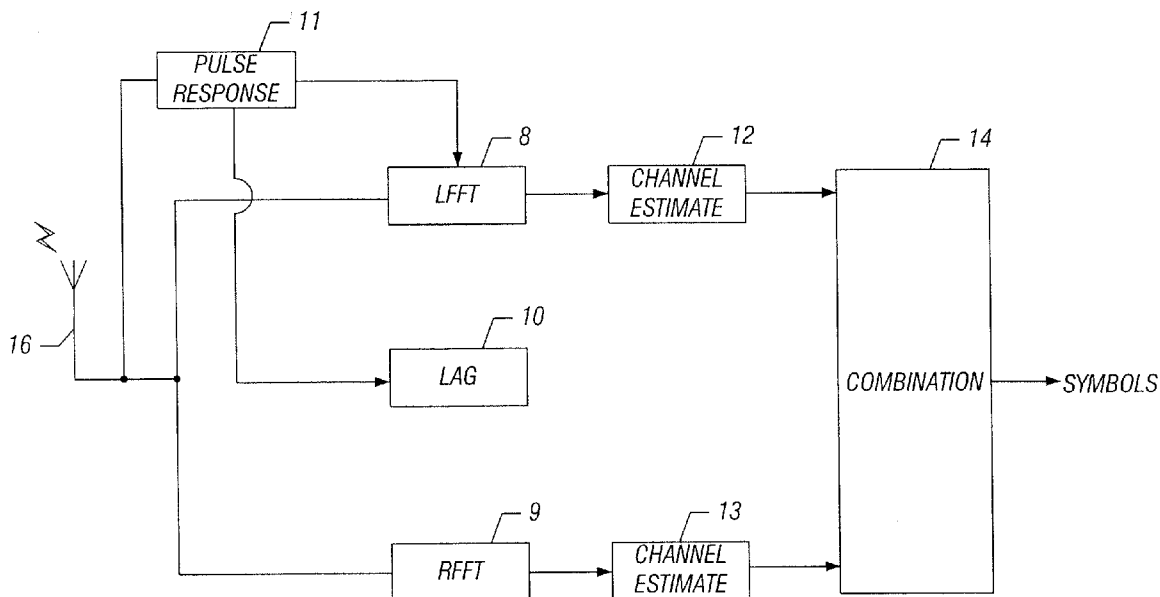 11
PULSE
RESPONSE
8
LFFT
12
CHANNEL
ESTIMATE
14
COMBINATION
SYMBOLS
16
10
LAG
9
RFFT
13
CHANNEL
ESTIMATE